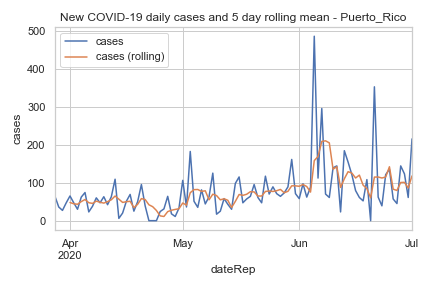 New COVID-19 daily cases and 5 day rolling mean - Puerto_Rico
500
400
300
200
100
0
cases
cases
cases (rolling)
Apr
2020
May
Jun
Jul
dateRep